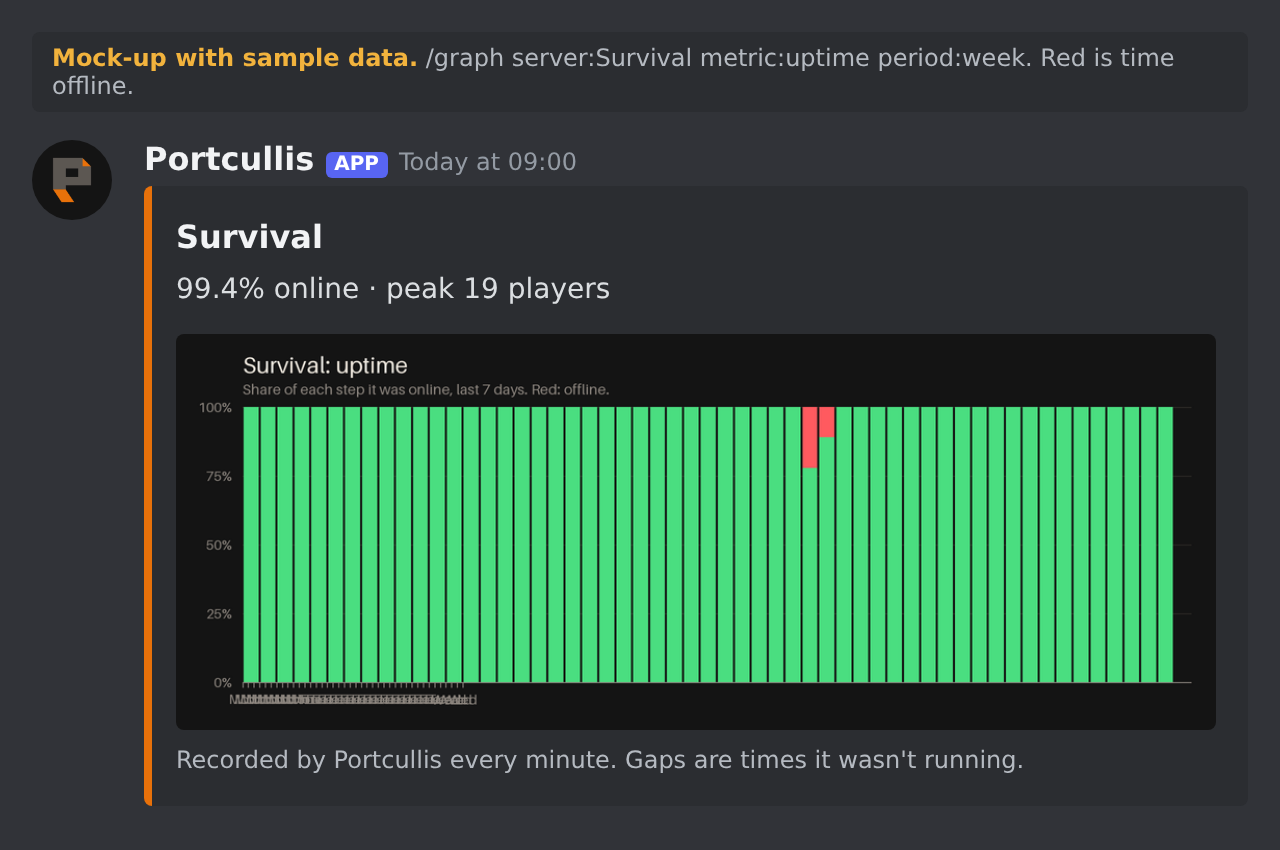 Mock-up with sample data. /graph server:Survival metric:uptime period:week. Red is time
offline.
Portcullis APP Today at 09:00
Survival
99.4% online · peak 19 players
Survival: uptime
Share of each step it was online, last 7 days. Red: offline.
100%
75%
50%
25%
0%
Recorded by Portcullis every minute. Gaps are times it wasn't running.